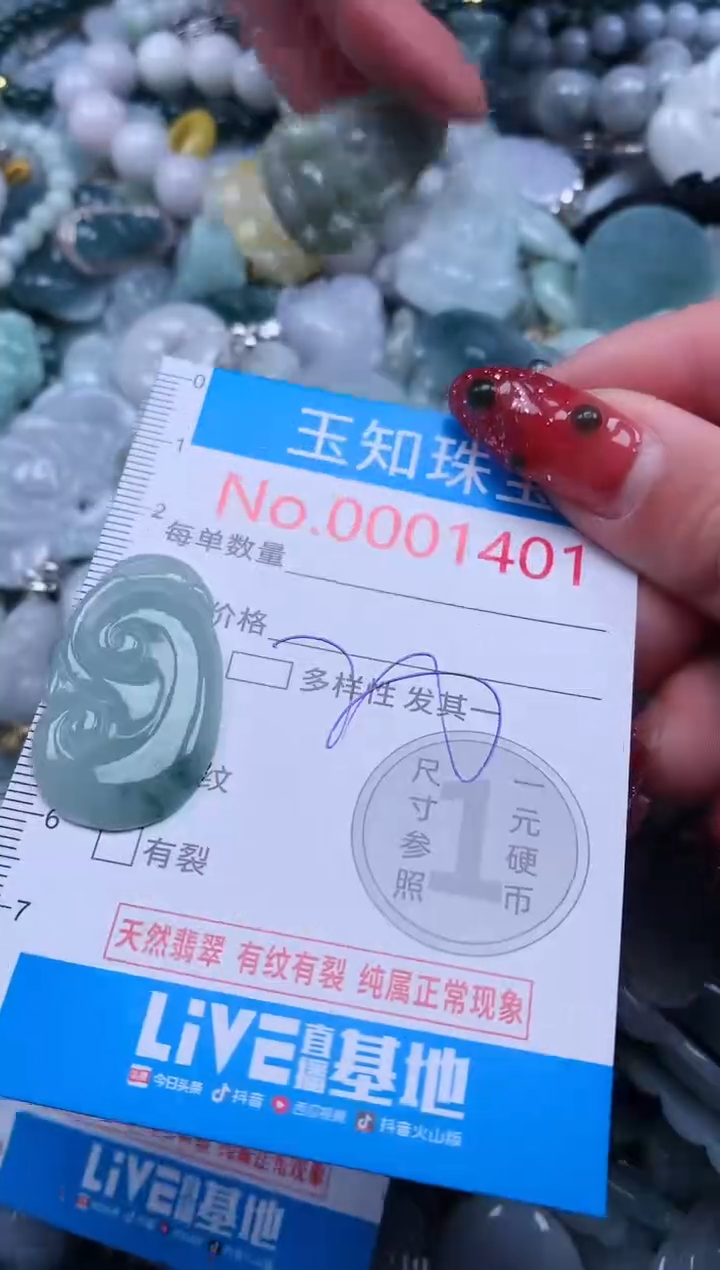 0
玉知珠宝
1
No.0001401
2
每单数量
价格
多样性 发其一
纹
尺寸参照
1
一元硬币
6
有裂
7
天然翡翠 有纹有裂 纯属正常现象
LiVE直播基地
今日头条 抖音 西瓜视频 抖音火山版
LiVE直播基地